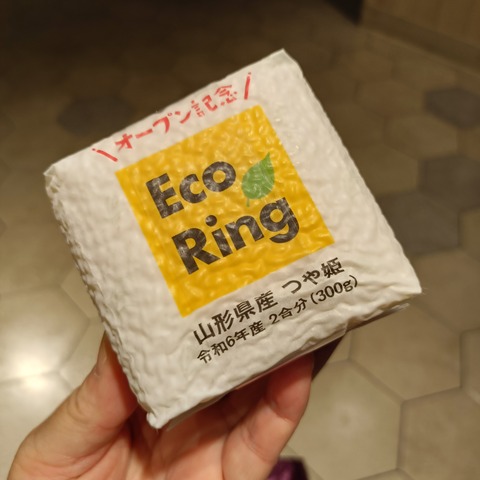 \オープン記念/
Eco
Ring
山形県産 つや姫
令和6年産 2合分(300g)